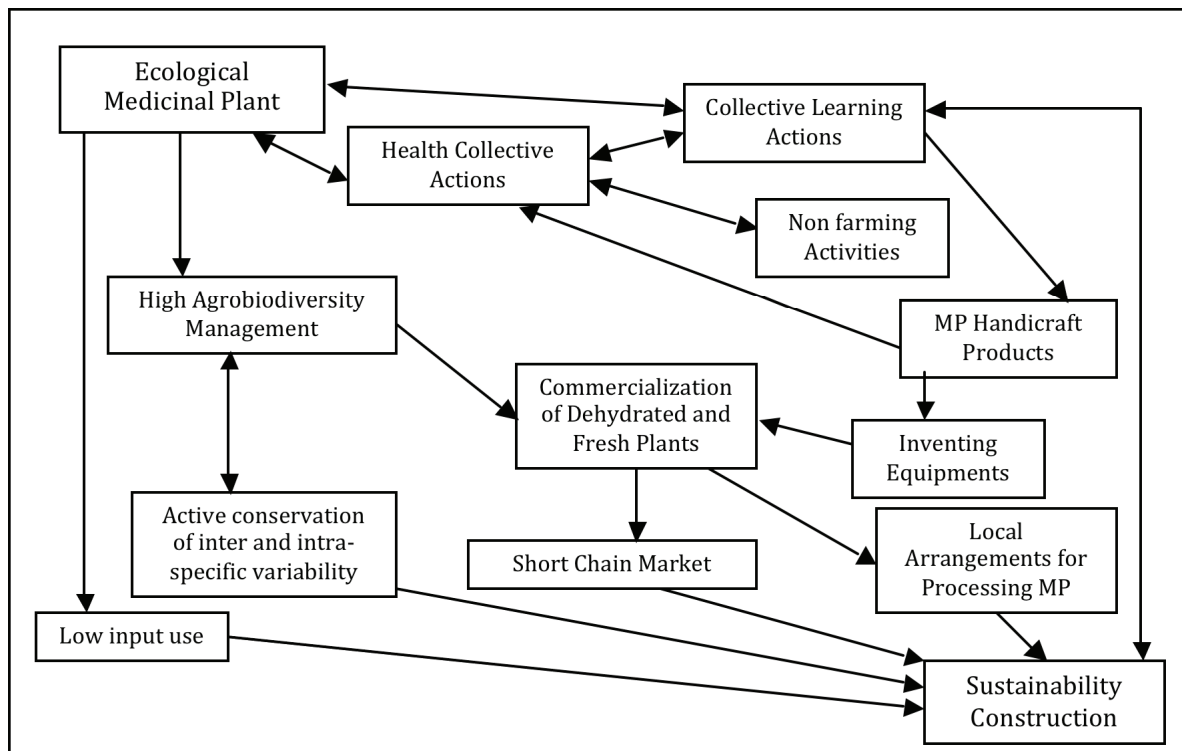 Ecological
Medicinal Plant
Collective Learning
Actions
Health Collective
Actions
Non farming
Activities
High Agrobiodiversity
Management
MP Handicraft
Products
Commercialization
of Dehydrated and
Fresh Plants
Inventing
Equipments
Active conservation
of inter and intra-
specific variability
Short Chain Market
Local
Arrangements for
Processing MP
Low input use
Sustainability
Construction